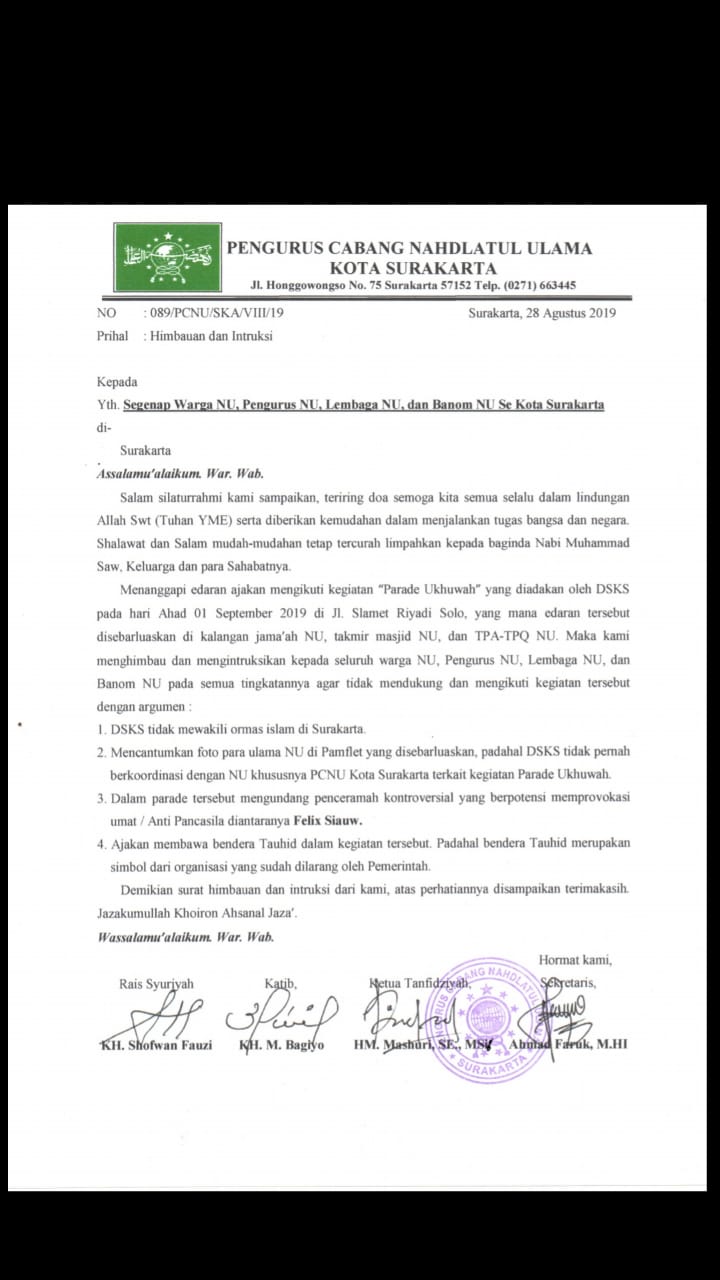 PENGURUS CABANG NAHDLATUL ULAMA
KOTA SURAKARTA
Jl. Honggowongso No. 75 Surakarta 57152 Telp. (0271) 663445
NO : 089/PCNU/SKA/VIII/19 Surakarta, 28 Agustus 2019
Prihal : Himbauan dan Intruksi
Kepada
Yth. Segenap Warga NU, Pengurus NU, Lembaga NU, dan Banom NU Se Kota Surakarta
di-
Surakarta
Assalamu'alaikum. War. Wab.
Salam silaturrahmi kami sampaikan, teriring doa semoga kita semua selalu dalam lindungan
Allah Swt (Tuhan YME) serta diberikan kemudahan dalam menjalankan tugas bangsa dan negara.
Shalawat dan Salam mudah-mudahan tetap tercurah limpahkan kepada baginda Nabi Muhammad
Saw, Keluarga dan para Sahabatnya.
Menanggapi edaran ajakan mengikuti kegiatan “Parade Ukhuwah” yang diadakan oleh DSKS
pada hari Ahad 01 September 2019 di Jl. Slamet Riyadi Solo, yang mana edaran tersebut
disebarluaskan di kalangan jama'ah NU, takmir masjid NU, dan TPA-TPQ NU. Maka kami
menghimbau dan mengintruksikan kepada seluruh warga NU, Pengurus NU, Lembaga NU, dan
Banom NU pada semua tingkatannya agar tidak mendukung dan mengikuti kegiatan tersebut
dengan argumen :
1. DSKS tidak mewakili ormas islam di Surakarta.
2. Mencantumkan foto para ulama NU di Pamflet yang disebarluaskan, padahal DSKS tidak pernah
berkoordinasi dengan NU khususnya PCNU Kota Surakarta terkait kegiatan Parade Ukhuwah.
3. Dalam parade tersebut mengundang penceramah kontroversial yang berpotensi memprovokasi
umat / Anti Pancasila diantaranya Felix Siauw.
4. Ajakan membawa bendera Tauhid dalam kegiatan tersebut. Padahal bendera Tauhid merupakan
simbol dari organisasi yang sudah dilarang oleh Pemerintah.
Demikian surat himbauan dan intruksi dari kami, atas perhatiannya disampaikan terimakasih.
Jazakumullah Khoiron Ahsanal Jaza'.
Wassalamu'alaikum. War. Wab.
Hormat kami,
Rais Syuriyah Katib, Ketua Tanfidziyah, Sekretaris,
KH. Shofwan Fauzi KH. M. Bagiyo HM. Mashuri, SE., MSi Ahmad Faruk, M.HI
SURAKARTA